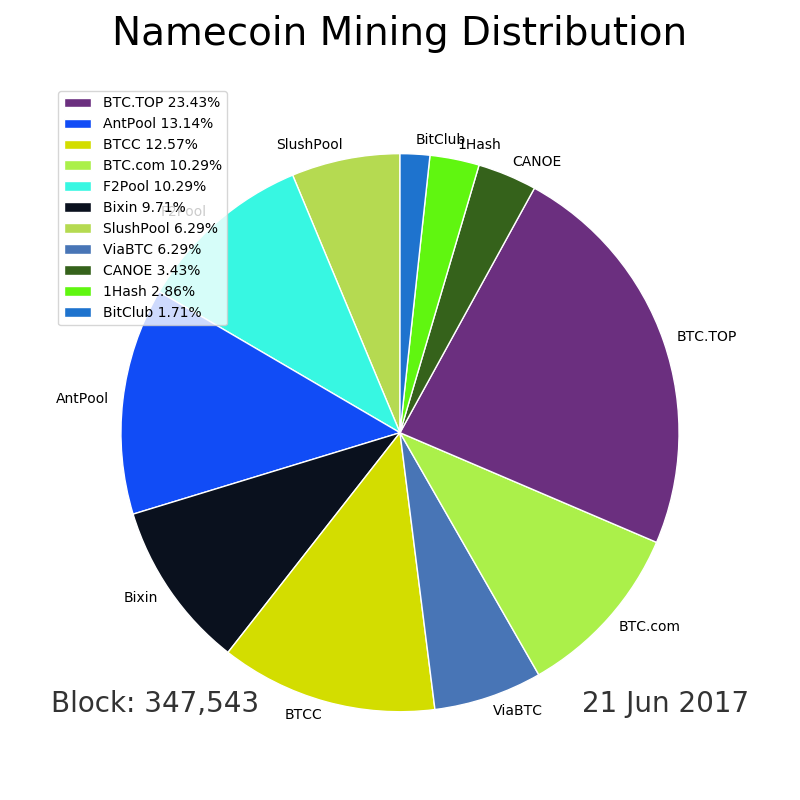 Namecoin Mining Distribution
BTC.TOP 23.43%
AntPool 13.14%
BTCC 12.57%
BTC.com 10.29%
F2Pool 10.29%
Bixin 9.71%
SlushPool 6.29%
ViaBTC 6.29%
CANOE 3.43%
1Hash 2.86%
BitClub 1.71%
SlushPool
BitClub
1Hash
CANOE
F2Pool
BTC.TOP
AntPool
Bixin
BTC.com
BTCC
ViaBTC
Block: 347,543
21 Jun 2017